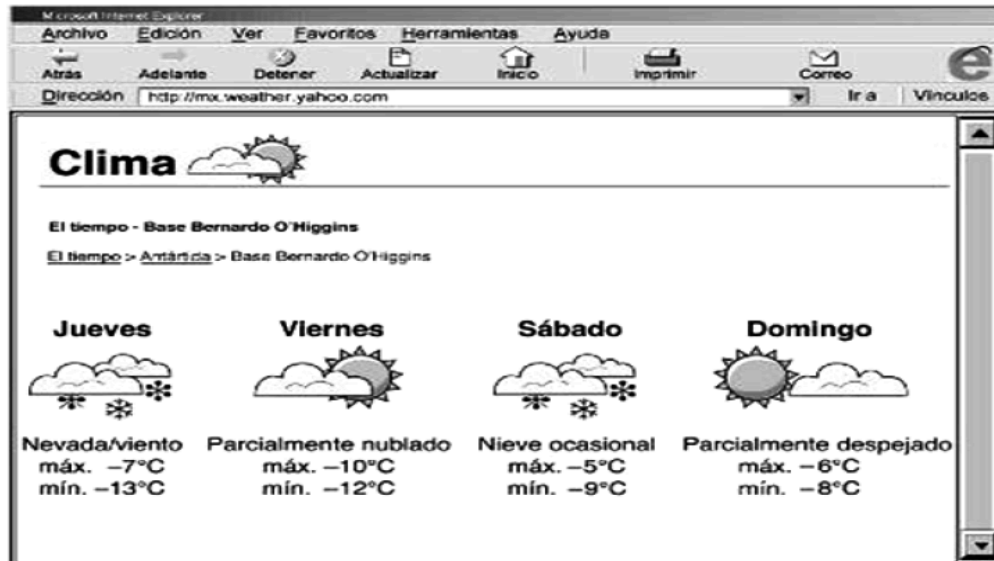 Microsoft Internet Explorer
Archivo Edición Ver Favoritos Herramientas Ayuda
Atrás Adelante Detener Actualizar Inicio Imprimir Correo
Dirección http://mx.weather.yahoo.com Ir a Vínculos
Clima
El tiempo - Base Bernardo O'Higgins
El tiempo > Antártida > Base Bernardo O'Higgins
Jueves Viernes Sábado Domingo
Nevada/viento Parcialmente nublado Nieve ocasional Parcialmente despejado
máx. –7°C máx. –10°C máx. –5°C máx. –6°C
mín. –13°C mín. –12°C mín. –9°C mín. –8°C